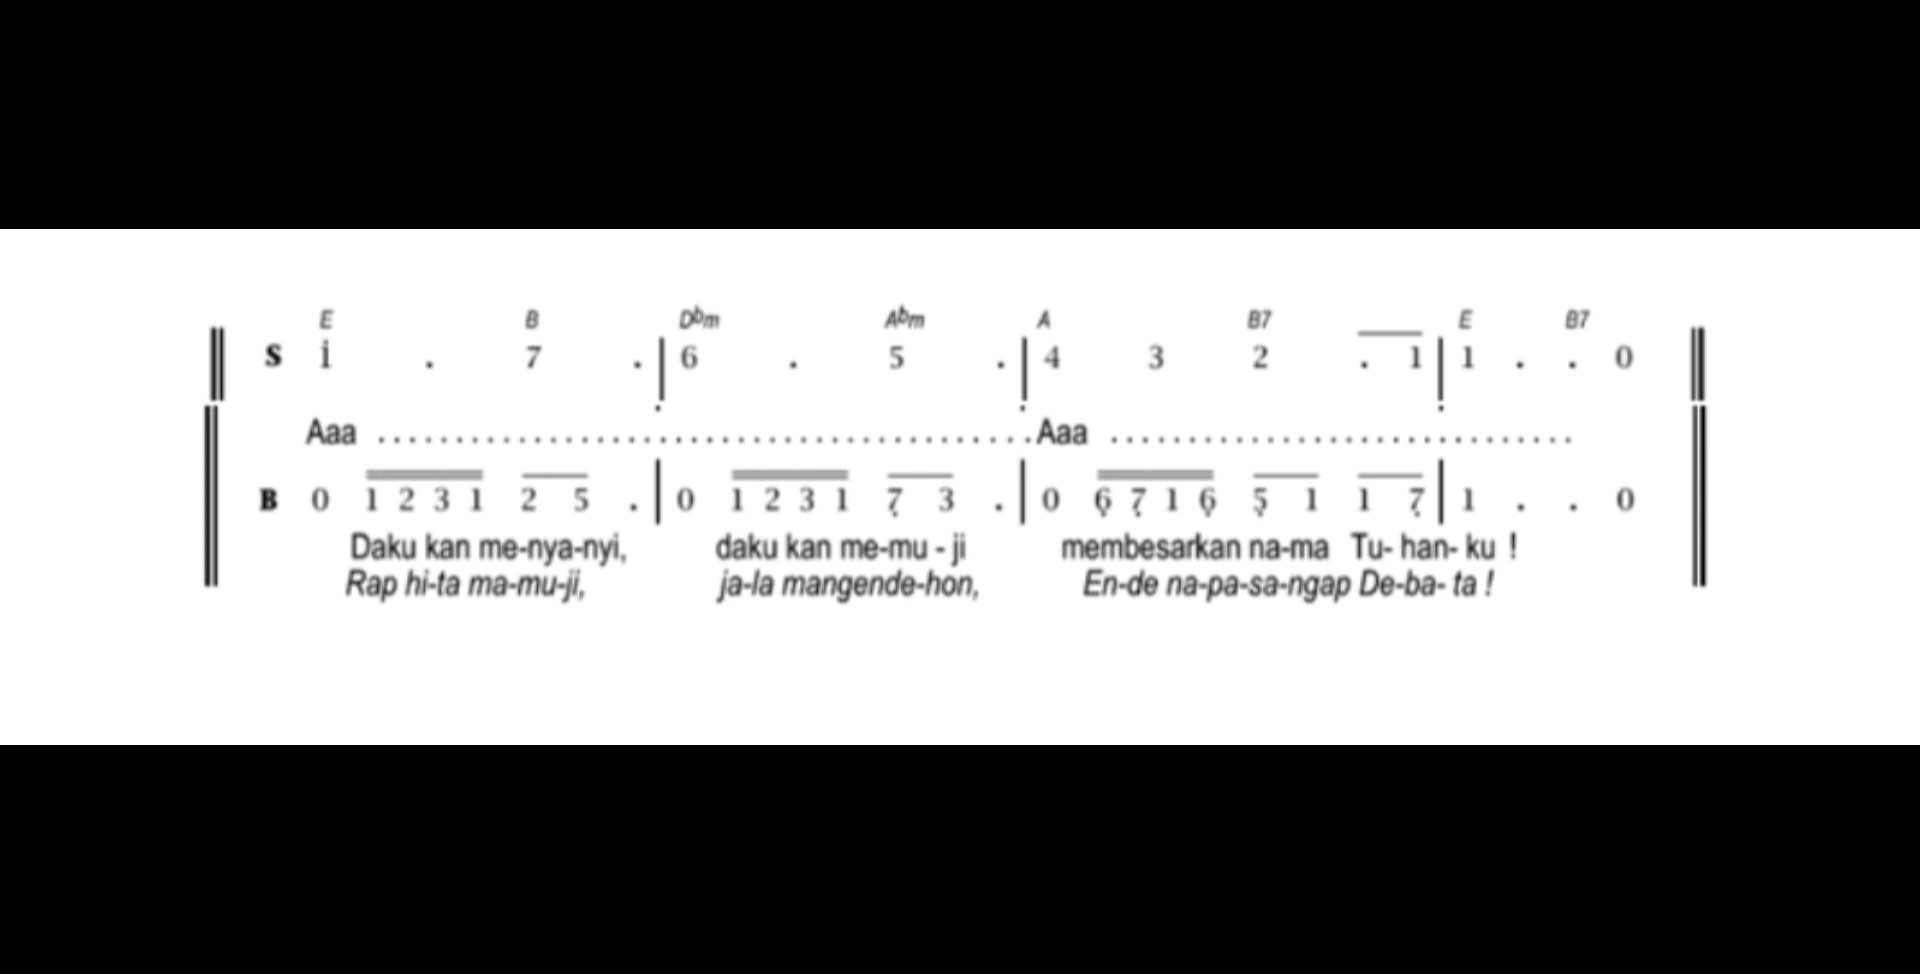 E B Dbm Abm A B7 E B7
S i . 7 . | 6 . 5 . | 4 3 2 . 1 | 1 . . 0
Aaa ........................................ Aaa ..............................
B 0 1 2 3 1 2 5 . | 0 1 2 3 1 7̣ 3 . | 0 6̣ 7̣ 1 6̣ 5̣ 1 1 7̣ | 1 . . 0
Daku kan me-nya-nyi, daku kan me-mu - ji membesarkan na-ma Tu- han- ku !
Rap hi-ta ma-mu-ji, ja-la mangende-hon, En-de na-pa-sa-ngap De-ba- ta !